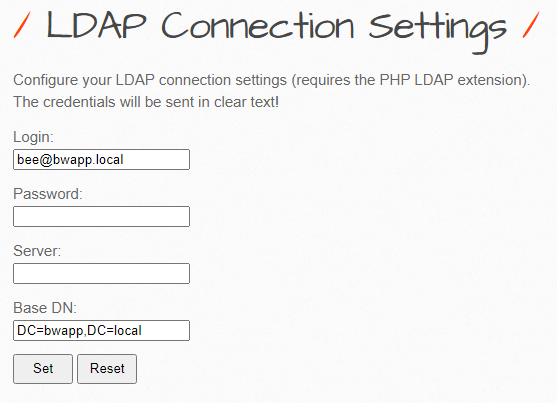 / LDAP Connection Settings /
Configure your LDAP connection settings (requires the PHP LDAP extension).
The credentials will be sent in clear text!
Login:
bee@bwapp.local
Password:
Server:
Base DN:
DC=bwapp,DC=local
Set Reset